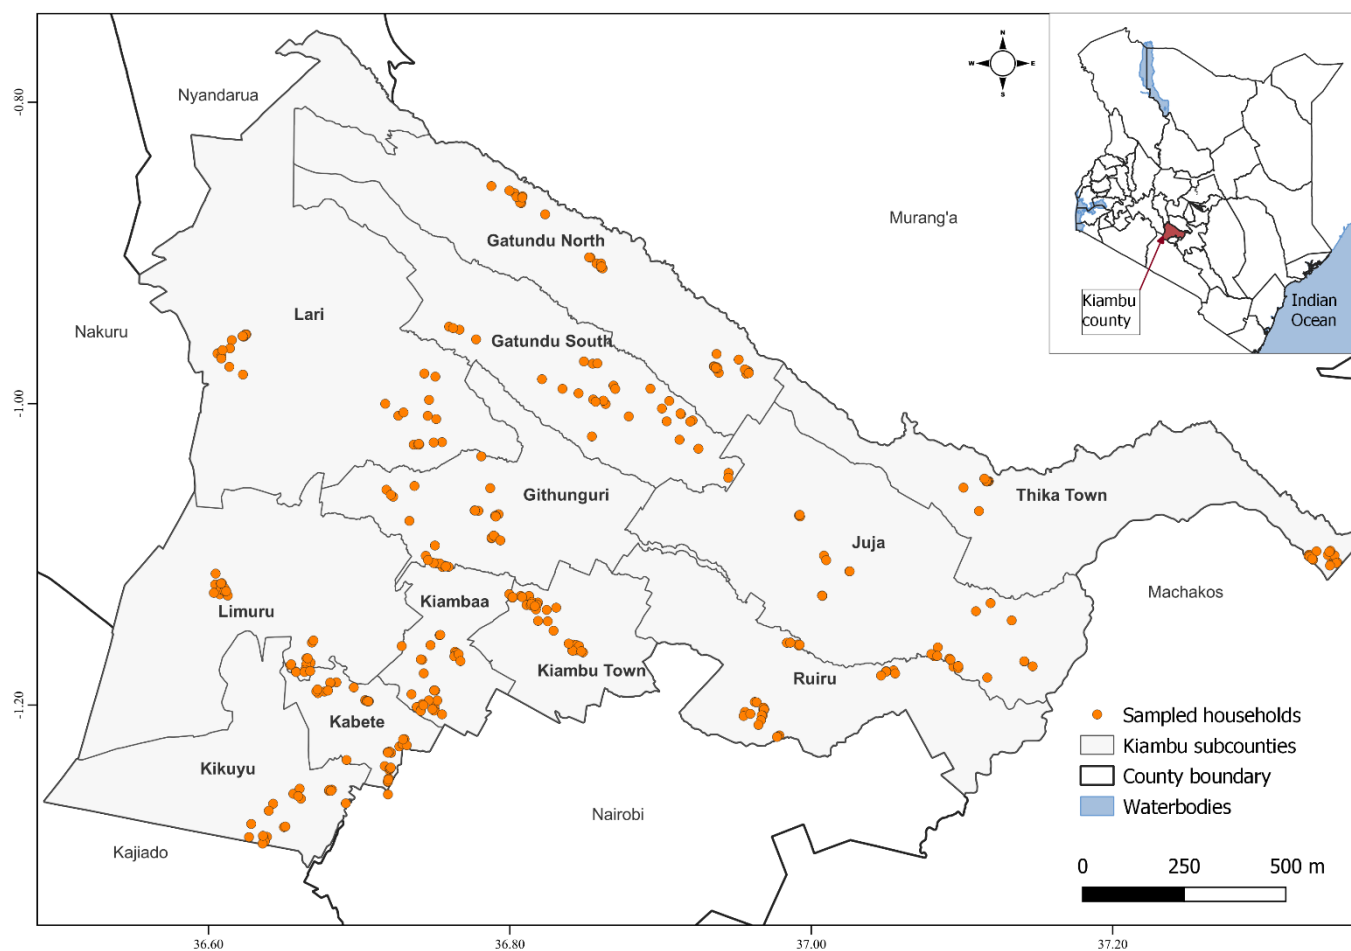 N
W
E
S
Nyandarua
-0.80
Murang'a
Gatundu North
Kiambu
county
Indian
Ocean
Lari
Nakuru
Gatundu South
-1.00
Githunguri
Thika Town
Juja
Limuru
Kiambaa
Machakos
Kiambu Town
Ruiru
-1.20
Kabete
Kikuyu
Sampled households
Kiambu subcounties
County boundary
Waterbodies
Nairobi
Kajiado
0 250 500 m
36.60 36.80 37.00 37.20